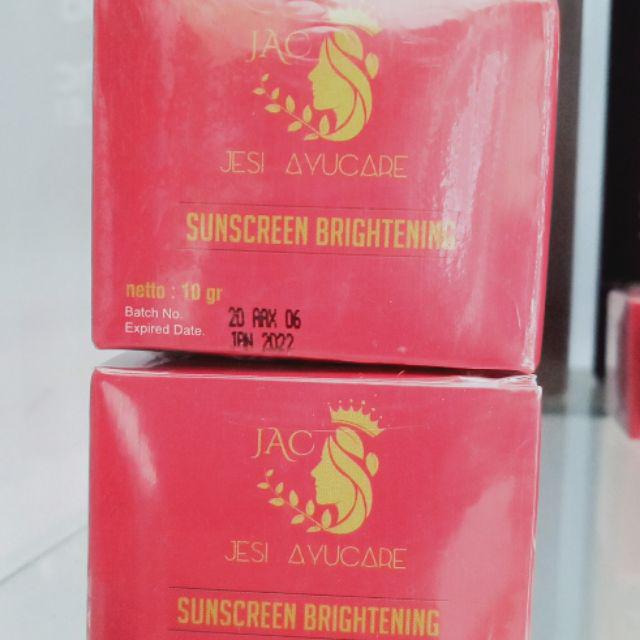 JAC
JESI AYUCARE
SUNSCREEN BRIGHTENING
netto : 10 gr
Batch No. 20 AAX 06
Expired Date. JAN 2022
JAC
JESI AYUCARE
SUNSCREEN BRIGHTENING